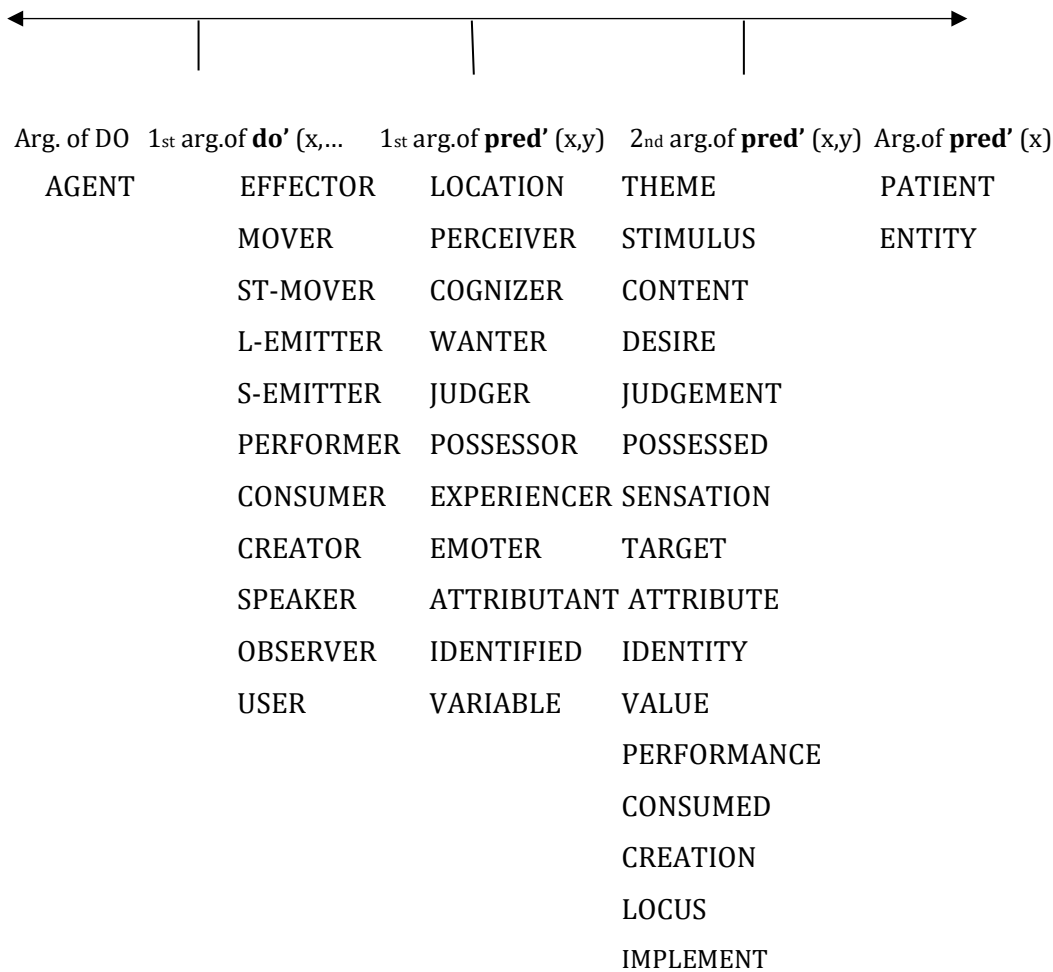 Arg. of DO 1st arg.of do’ (x,... 1st arg.of pred’ (x,y) 2nd arg.of pred’ (x,y) Arg.of pred’ (x)
AGENT EFFECTOR LOCATION THEME PATIENT
MOVER PERCEIVER STIMULUS ENTITY
ST-MOVER COGNIZER CONTENT
L-EMITTER WANTER DESIRE
S-EMITTER JUDGER JUDGEMENT
PERFORMER POSSESSOR POSSESSED
CONSUMER EXPERIENCER SENSATION
CREATOR EMOTER TARGET
SPEAKER ATTRIBUTANT ATTRIBUTE
OBSERVER IDENTIFIED IDENTITY
USER VARIABLE VALUE
PERFORMANCE
CONSUMED
CREATION
LOCUS
IMPLEMENT